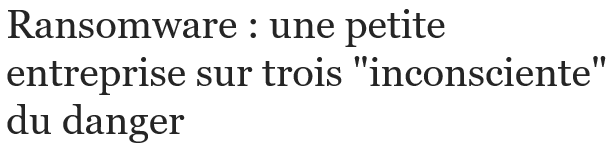 Ransomware : une petite
entreprise sur trois "inconsciente"
du danger